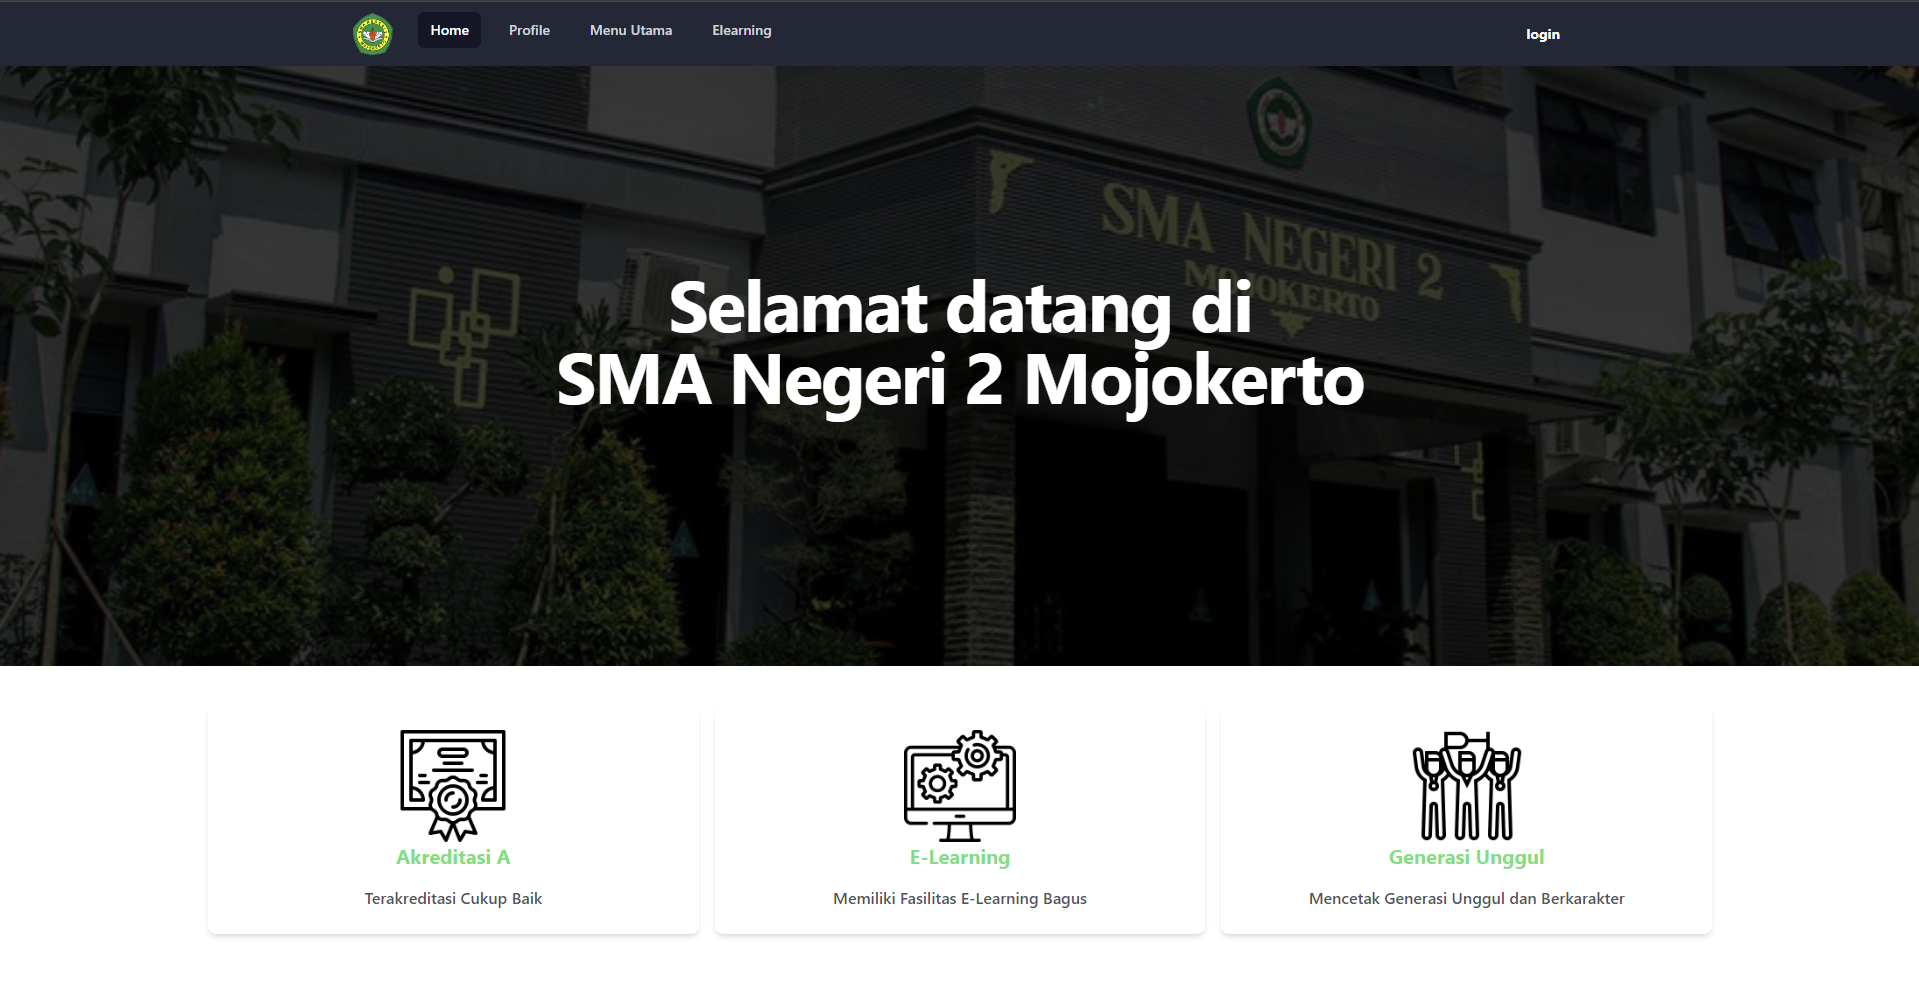 Home
Profile
Menu Utama
Elearning
login
SMA NEGERI 2
MOJOKERTO
Selamat datang di
SMA Negeri 2 Mojokerto
Akreditasi A
Terakreditasi Cukup Baik
E-Learning
Memiliki Fasilitas E-Learning Bagus
Generasi Unggul
Mencetak Generasi Unggul dan Berkarakter